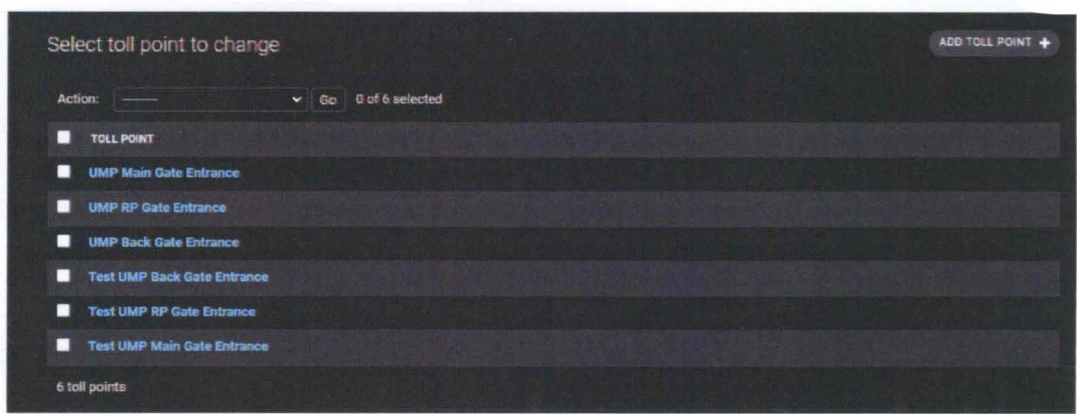 Select toll point to change
ADD TOLL POINT +
Action: -------- Go 0 of 6 selected
TOLL POINT
UMP Main Gate Entrance
UMP RP Gate Entrance
UMP Back Gate Entrance
Test UMP Back Gate Entrance
Test UMP RP Gate Entrance
Test UMP Main Gate Entrance
6 toll points